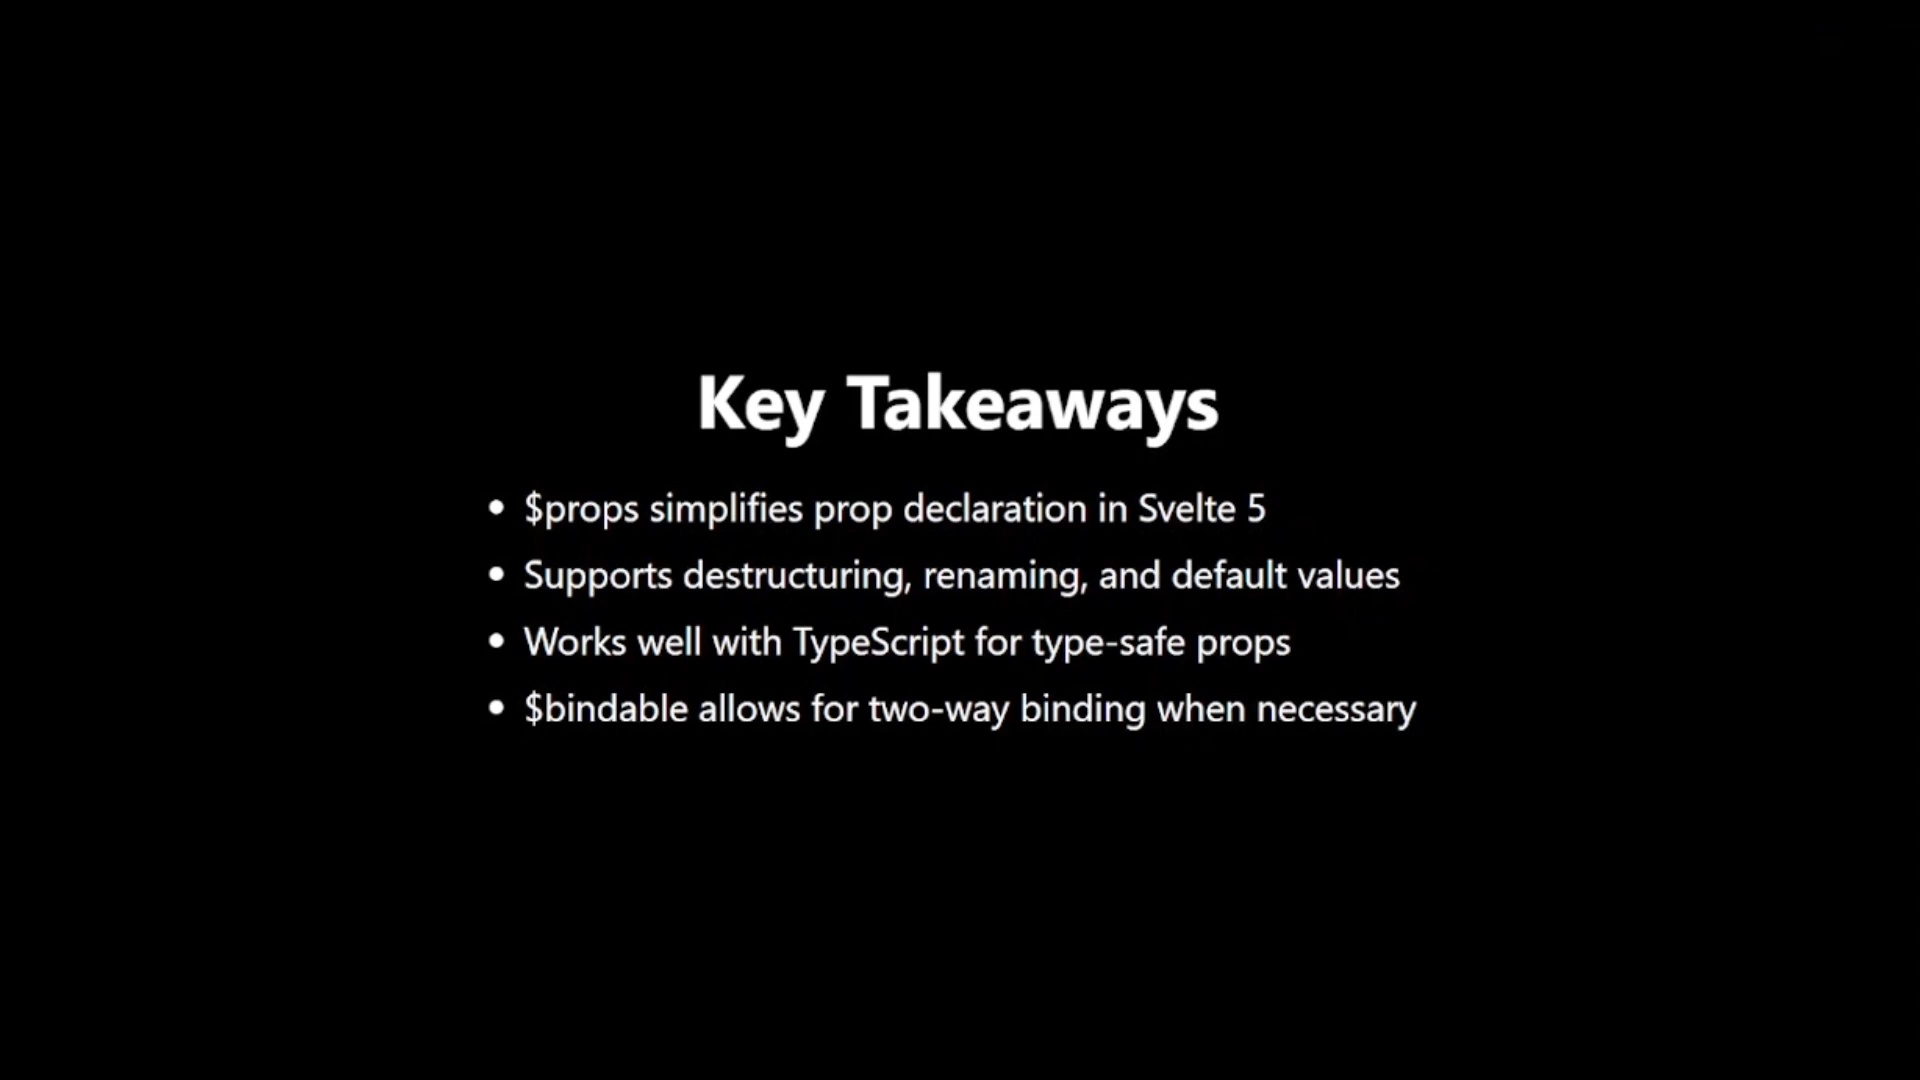 Key Takeaways
• $props simplifies prop declaration in Svelte 5
• Supports destructuring, renaming, and default values
• Works well with TypeScript for type-safe props
• $bindable allows for two-way binding when necessary